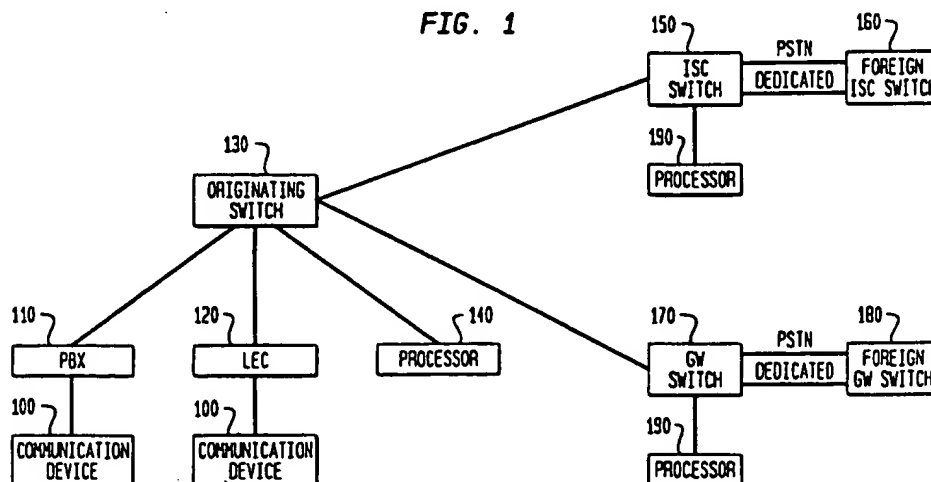 FIG. 1
150
ISC
SWITCH
PSTN
DEDICATED
160
FOREIGN
ISC SWITCH
190
PROCESSOR
130
ORIGINATING
SWITCH
110
PBX
120
LEC
140
PROCESSOR
170
GW
SWITCH
PSTN
DEDICATED
180
FOREIGN
GW SWITCH
100
COMMUNICATION
DEVICE
100
COMMUNICATION
DEVICE
190
PROCESSOR